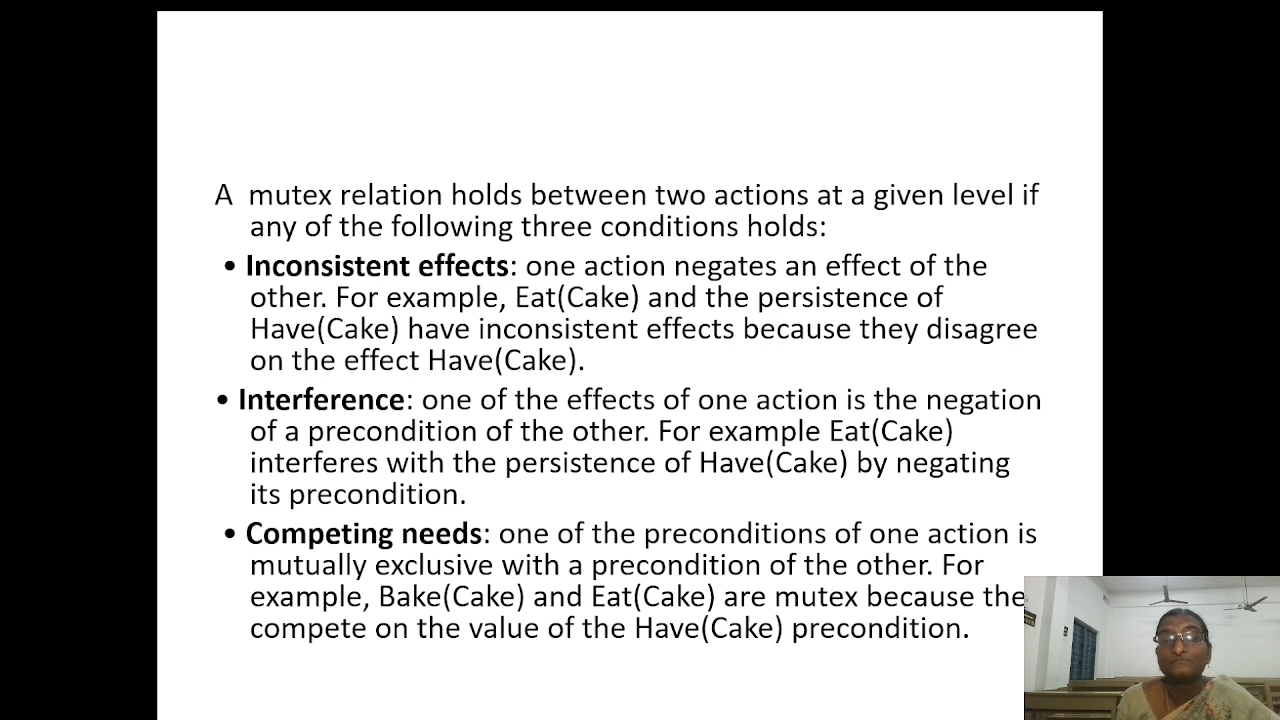 A mutex relation holds between two actions at a given level if
any of the following three conditions holds:
• Inconsistent effects: one action negates an effect of the
other. For example, Eat(Cake) and the persistence of
Have(Cake) have inconsistent effects because they disagree
on the effect Have(Cake).
• Interference: one of the effects of one action is the negation
of a precondition of the other. For example Eat(Cake)
interferes with the persistence of Have(Cake) by negating
its precondition.
• Competing needs: one of the preconditions of one action is
mutually exclusive with a precondition of the other. For
example, Bake(Cake) and Eat(Cake) are mutex because the
compete on the value of the Have(Cake) precondition.